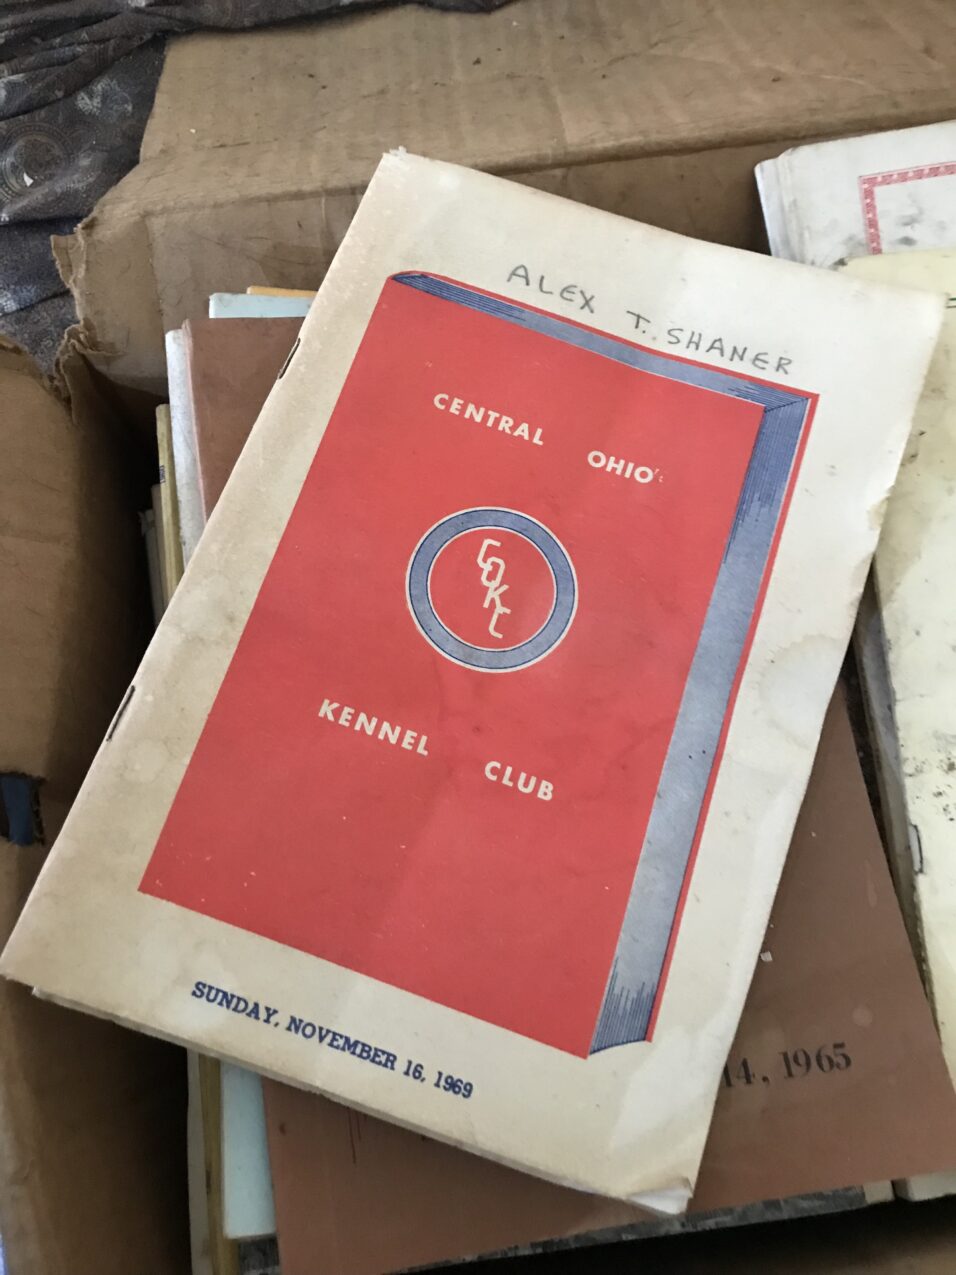 ALEX T. SHANER
CENTRAL OHIO
COKC
KENNEL CLUB
SUNDAY, NOVEMBER 16, 1969
14, 1965